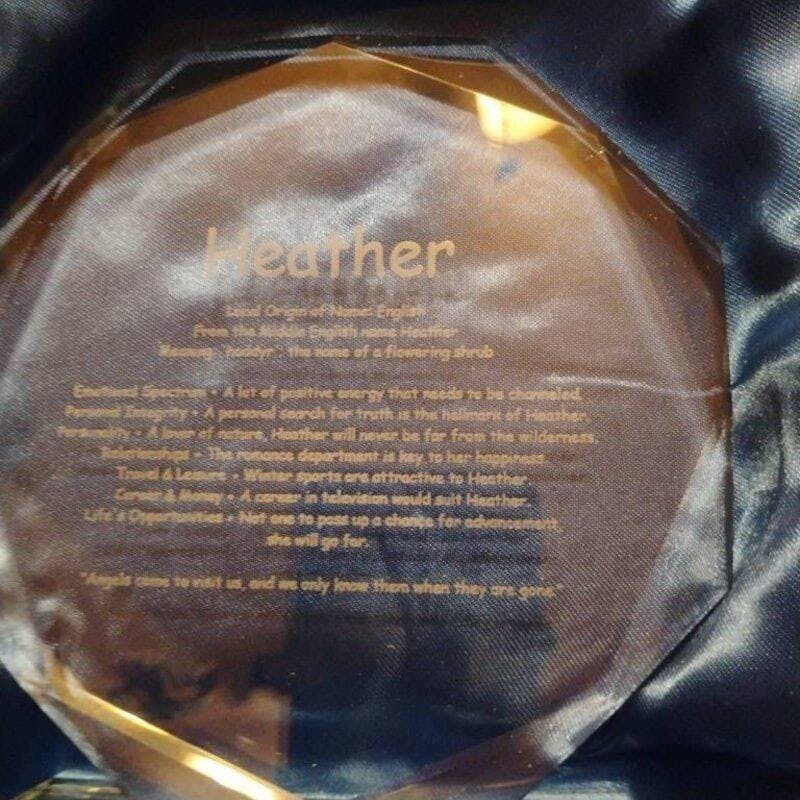 Heather
Local Origin of Name: English
From the Middle English name Heather
Meaning: "haddyr": the name of a flowering shrub
Emotional Spectrum • A lot of positive energy that needs to be channeled.
Personal Integrity • A personal search for truth is the hallmark of Heather.
Personality • A lover of nature, Heather will never be far from the wilderness.
Relationships • The romance department is key to her happiness.
Travel & Leisure • Winter sports are attractive to Heather.
Career & Money • A career in television would suit Heather.
Life's Opportunities • Not one to pass up a chance for advancement,
she will go far.
"Angels come to visit us, and we only know them when they are gone."